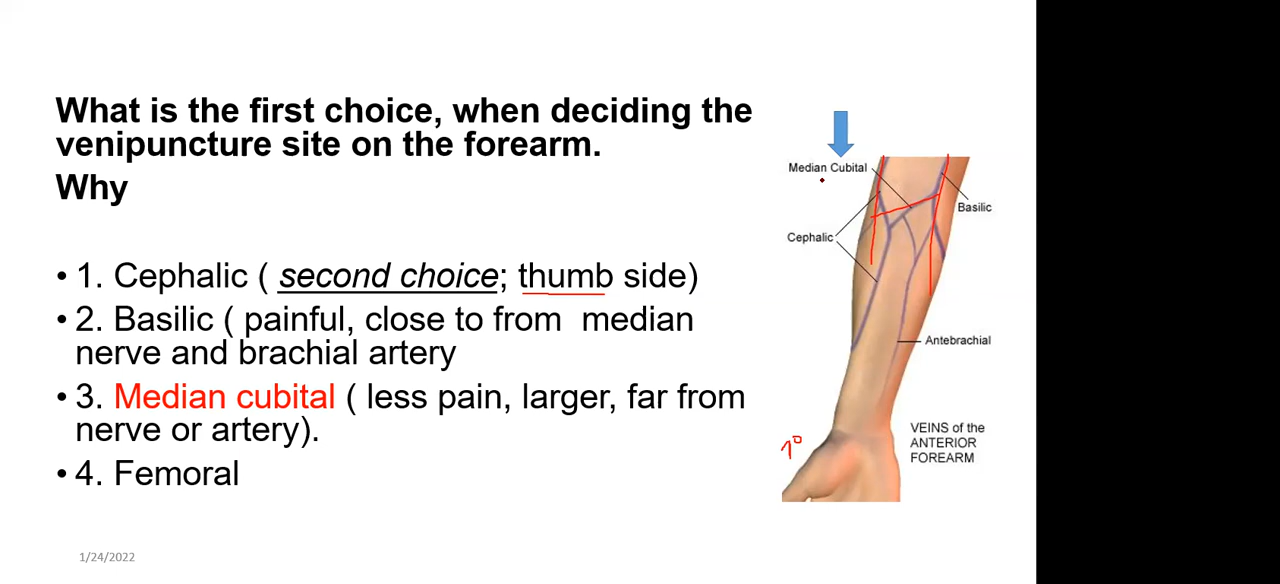 What is the first choice, when deciding the
venipuncture site on the forearm.
Why
• 1. Cephalic ( second choice; thumb side)
• 2. Basilic ( painful, close to from  median
nerve and brachial artery
• 3. Median cubital ( less pain, larger, far from
nerve or artery).
• 4. Femoral
Median Cubital
Basilic
Cephalic
Antebrachial
VEINS of the
ANTERIOR
FOREARM
1°
1/24/2022